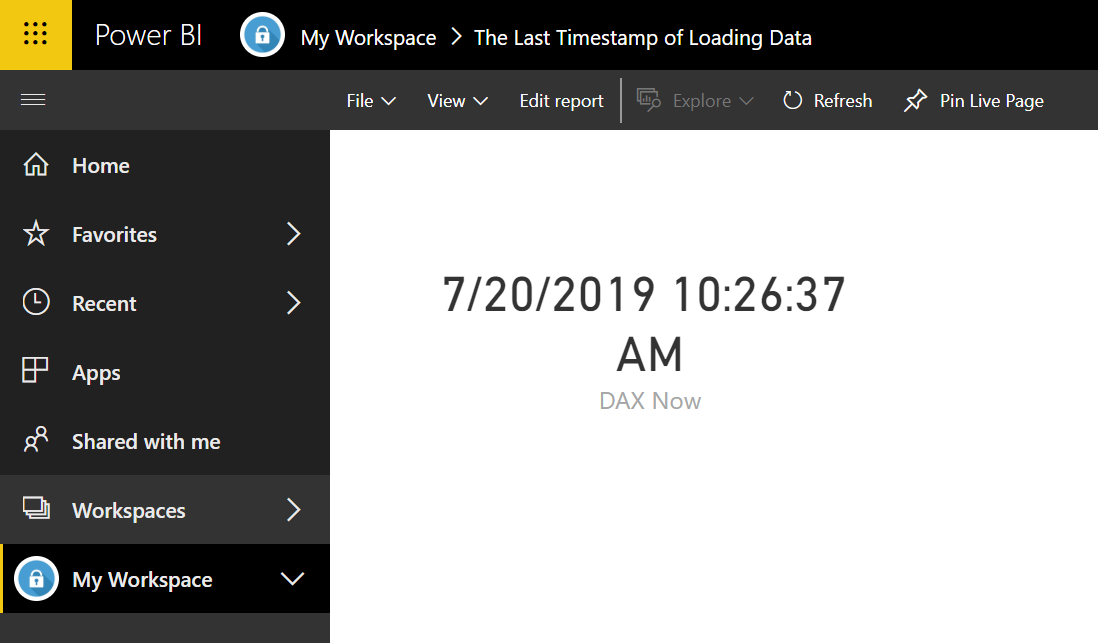 Power BI
My Workspace > The Last Timestamp of Loading Data
File View Edit report Explore Refresh Pin Live Page
Home
Favorites
Recent
Apps
Shared with me
Workspaces
My Workspace
7/20/2019 10:26:37
AM
DAX Now